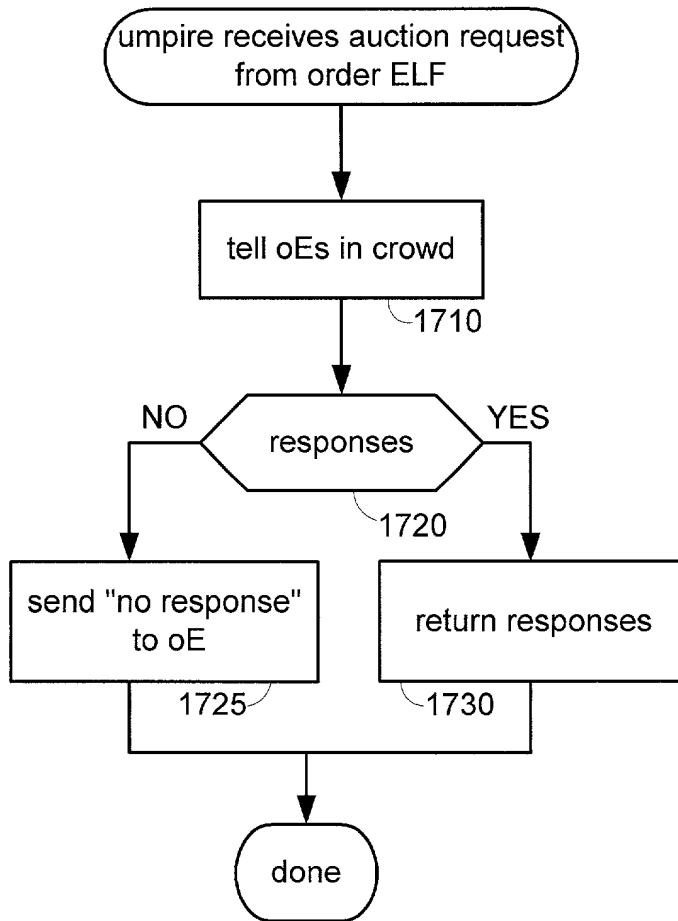 umpire receives auction request
from order ELF
tell oEs in crowd
1710
NO
YES
responses
1720
send "no response"
to oE
return responses
1725
1730
done